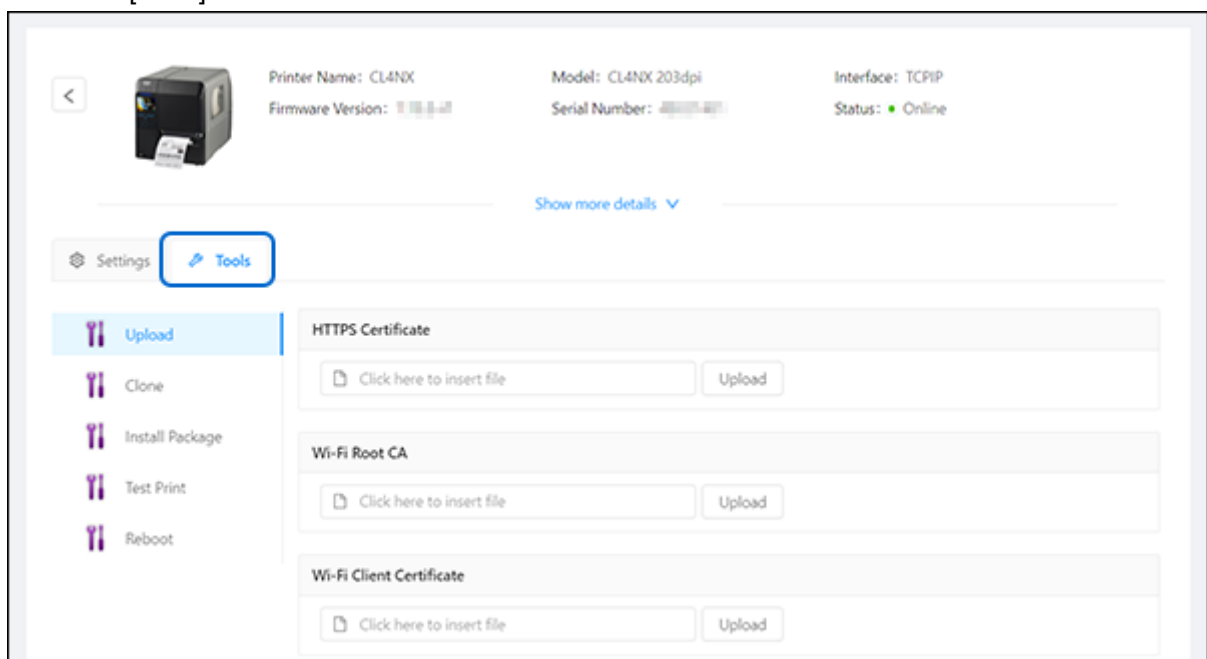 Printer Name: CL4NX Model: CL4NX 203dpi Interface: TCPIP
Firmware Version: Serial Number: Status: Online
Show more details
Settings Tools
Upload
Clone
Install Package
Test Print
Reboot
HTTPS Certificate
Click here to insert file Upload
Wi-Fi Root CA
Click here to insert file Upload
Wi-Fi Client Certificate
Click here to insert file Upload